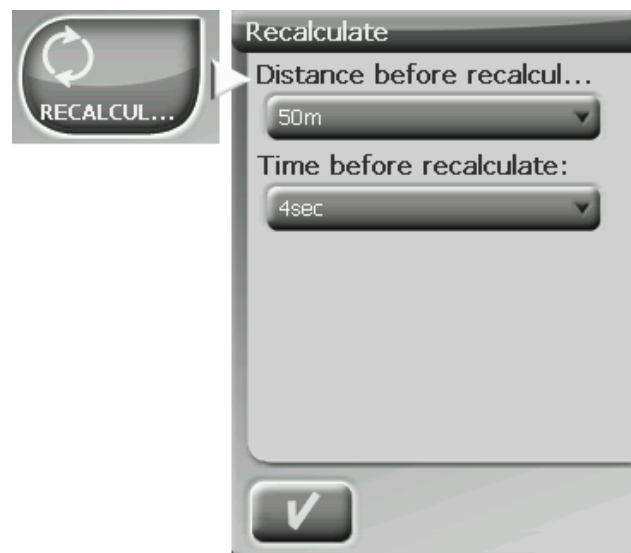 RECALCUL...
Recalculate
Distance before recalcul...
50m
Time before recalculate:
4sec